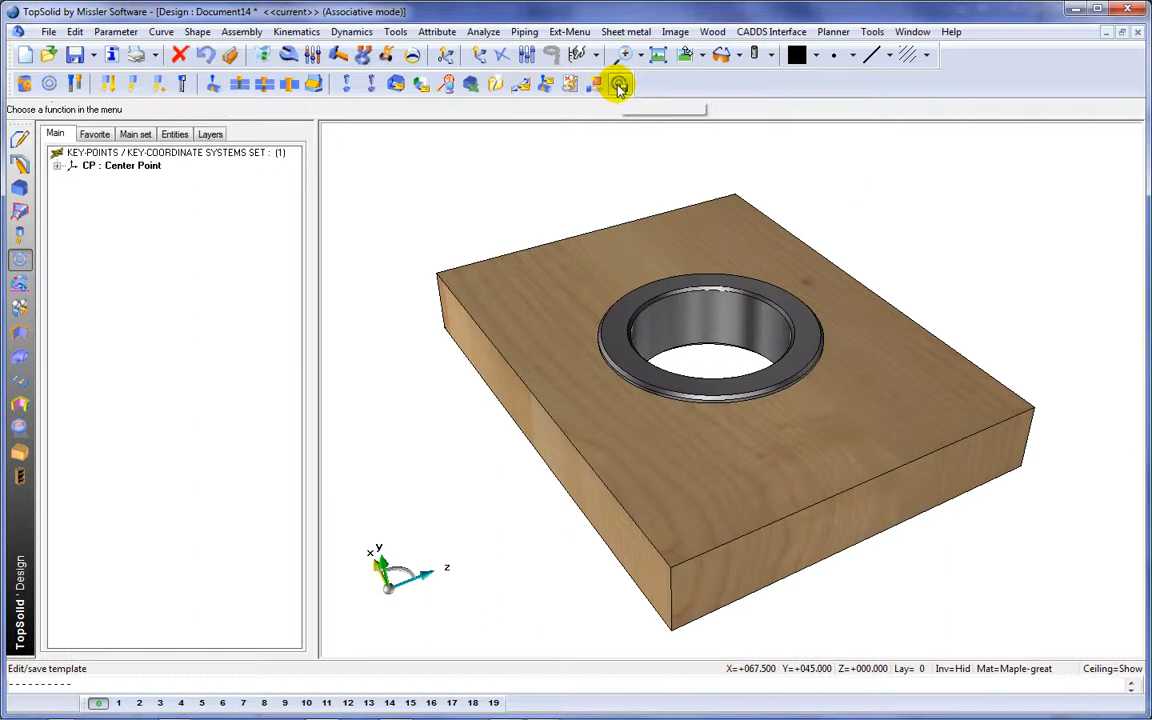 TopSolid by Missler Software - [Design : Document14 *  <<current>> (Associative mode)]
File Edit Parameter Curve Shape Assembly Kinematics Dynamics Tools Attribute Analyze Piping Ext-Menu Sheet metal Image Wood CADDS Interface Planner Tools Window Help
Choose a function in the menu
Main Favorite Main set Entities Layers
KEY-POINTS / KEY-COORDINATE SYSTEMS SET : (1)
CP : Center Point
x y z
TopSolid'Design
Edit/save template
X=+067.500 Y=+045.000 Z=+000.000 Lay= 0 Inv=Hid Mat=Maple-great Ceiling=Show
----------
0 1 2 3 4 5 6 7 8 9 10 11 12 13 14 15 16 17 18 19